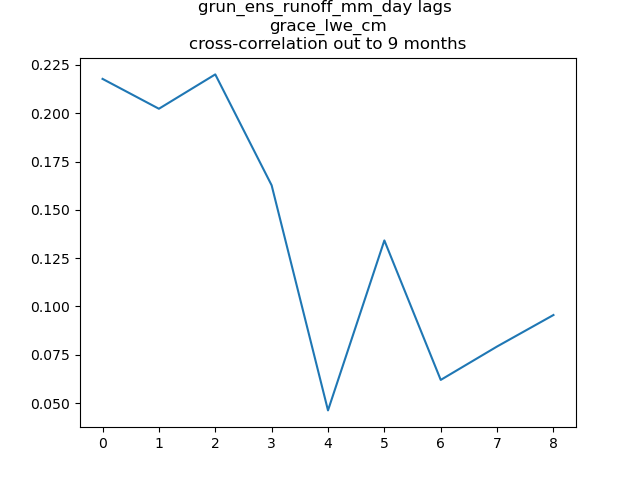 grun_ens_runoff_mm_day lags
grace_lwe_cm
cross-correlation out to 9 months
0.225
0.200
0.175
0.150
0.125
0.100
0.075
0.050
0 1 2 3 4 5 6 7 8